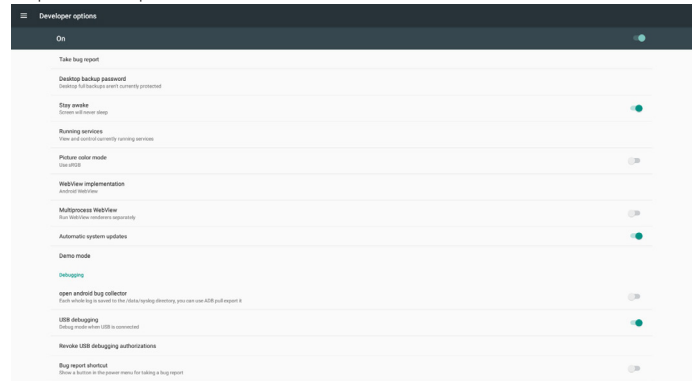 Developer options
On
Take bug report
Desktop backup password
Desktop full backups aren't currently protected
Stay awake
Screen will never sleep
Running services
View and control currently running services
Picture color mode
Use sRGB
WebView implementation
Android WebView
Multiprocess WebView
Run WebView renderers separately
Automatic system updates
Demo mode
Debugging
open android bug collector
Each whole log is saved to the /data/syslog directory, you can use ADB pull export it
USB debugging
Debug mode when USB is connected
Revoke USB debugging authorizations
Bug report shortcut
Show a button in the power menu for taking a bug report